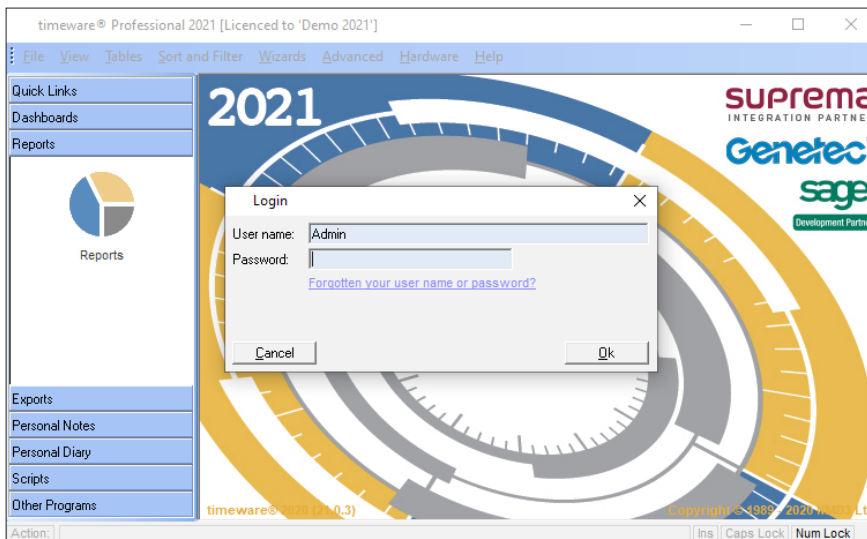 timeware® Professional 2021 [Licenced to 'Demo 2021']
File View Tables Sort and Filter Wizards Advanced Hardware Help
Quick Links
Dashboards
Reports
Reports
Exports
Personal Notes
Personal Diary
Scripts
Other Programs
2021
suprema
INTEGRATION PARTNE
Genetec
sage
Development Partne
Login
User name: Admin
Password:
Forgotten your user name or password?
Cancel Ok
timeware® 2020 (21.0.3)
Copyright © 1989 - 2020
Action: Ins Caps Lock Num Lock